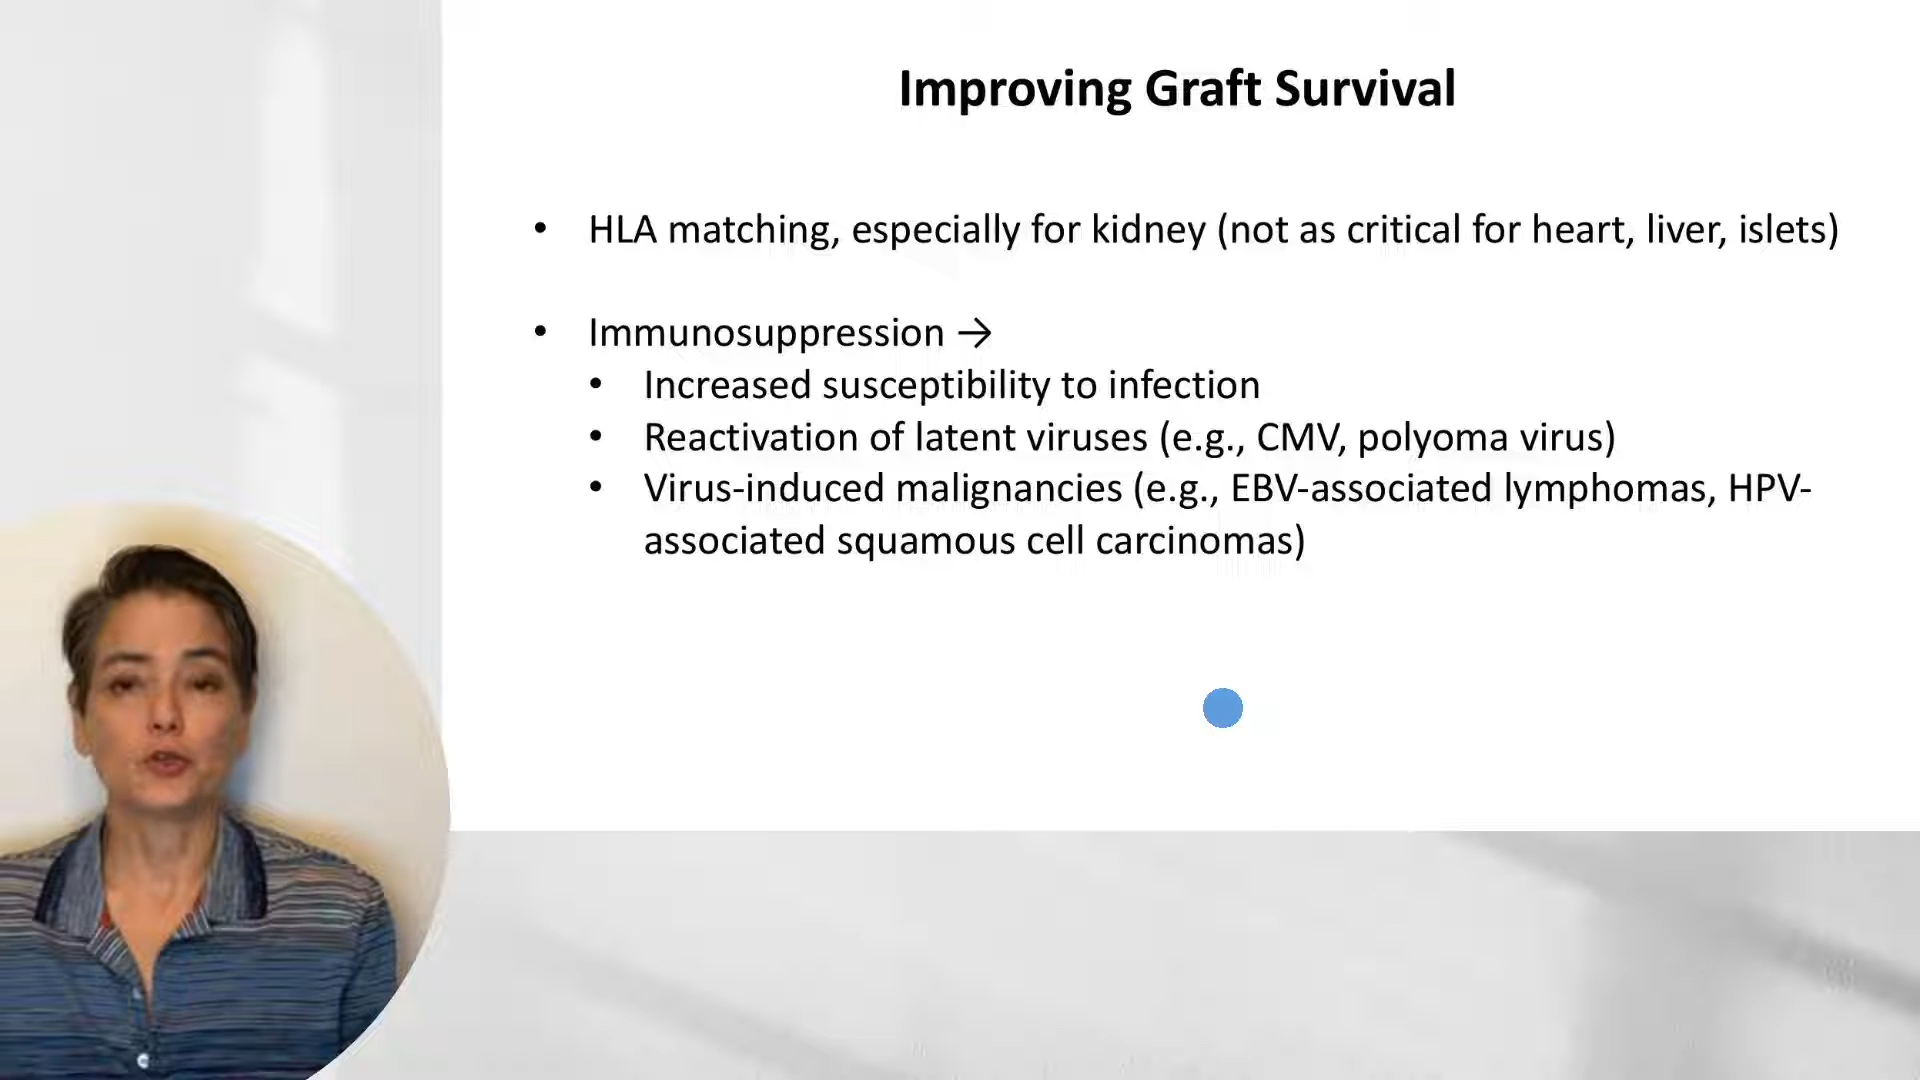 Improving Graft Survival
• HLA matching, especially for kidney (not as critical for heart, liver, islets)
• Immunosuppression →
• Increased susceptibility to infection
• Reactivation of latent viruses (e.g., CMV, polyoma virus)
• Virus-induced malignancies (e.g., EBV-associated lymphomas, HPV-
associated squamous cell carcinomas)